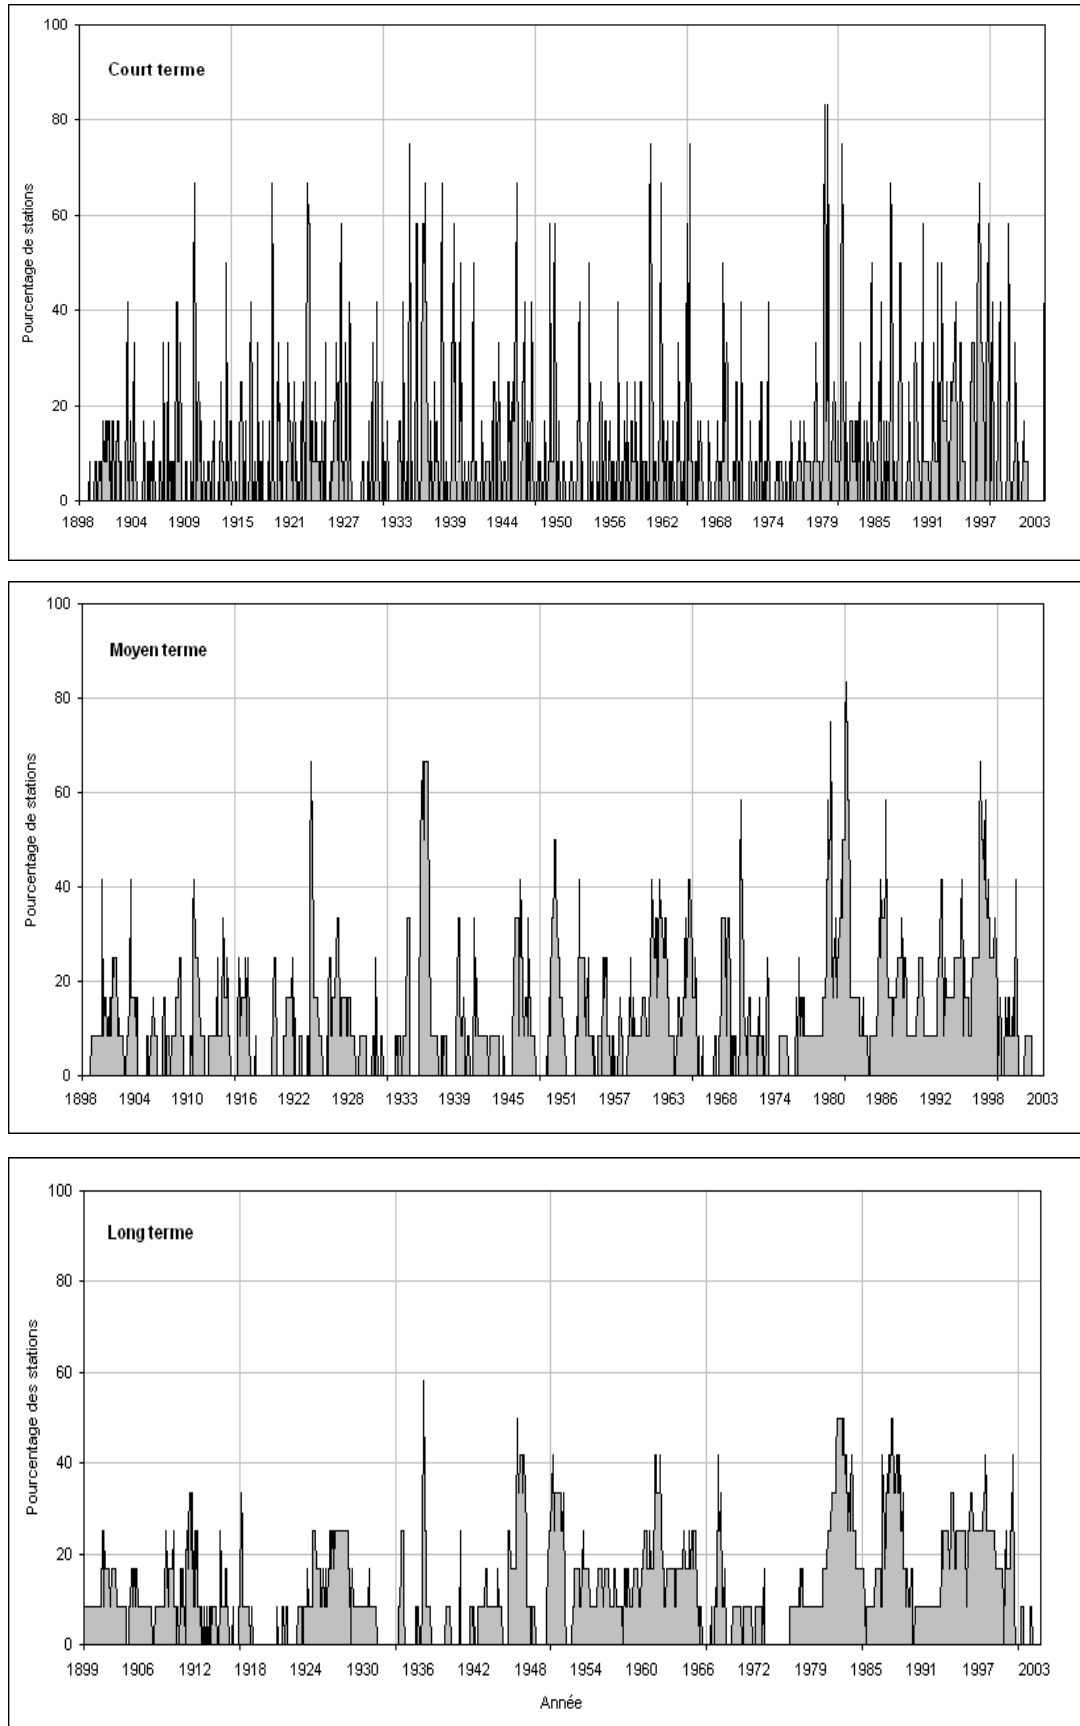 100
Court terme
80
60
40
20
0
Pourcentage de stations
1898 1904 1909 1915 1921 1927 1933 1939 1944 1950 1956 1962 1968 1974 1979 1985 1991 1997 2003
100
Moyen terme
80
60
40
20
0
Pourcentage de stations
1898 1904 1910 1916 1922 1928 1933 1939 1945 1951 1957 1963 1968 1974 1980 1986 1992 1998 2003
100
Long terme
80
60
40
20
0
Pourcentage des stations
1899 1906 1912 1918 1924 1930 1936 1942 1948 1954 1960 1966 1972 1979 1985 1991 1997 2003
Année